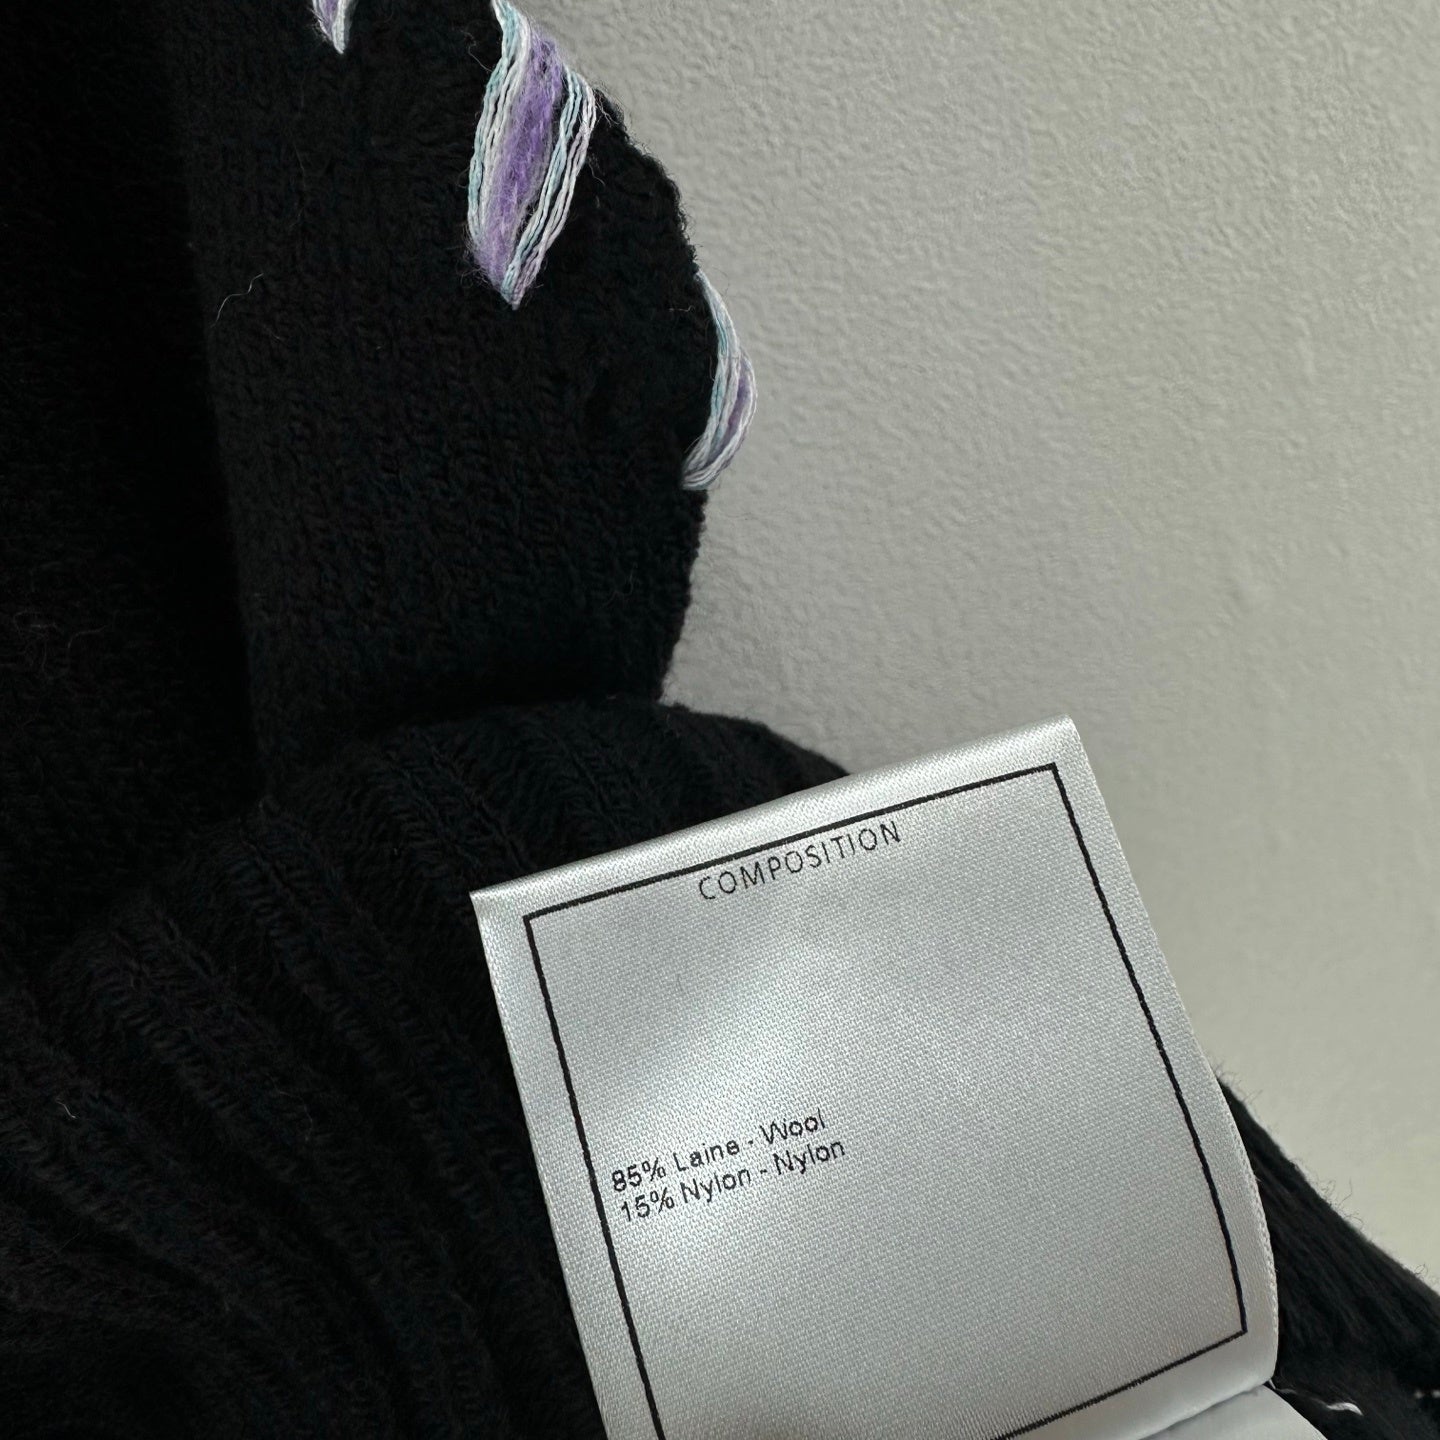 COMPOSITION
85% Laine - Wool
15% Nylon - Nylon